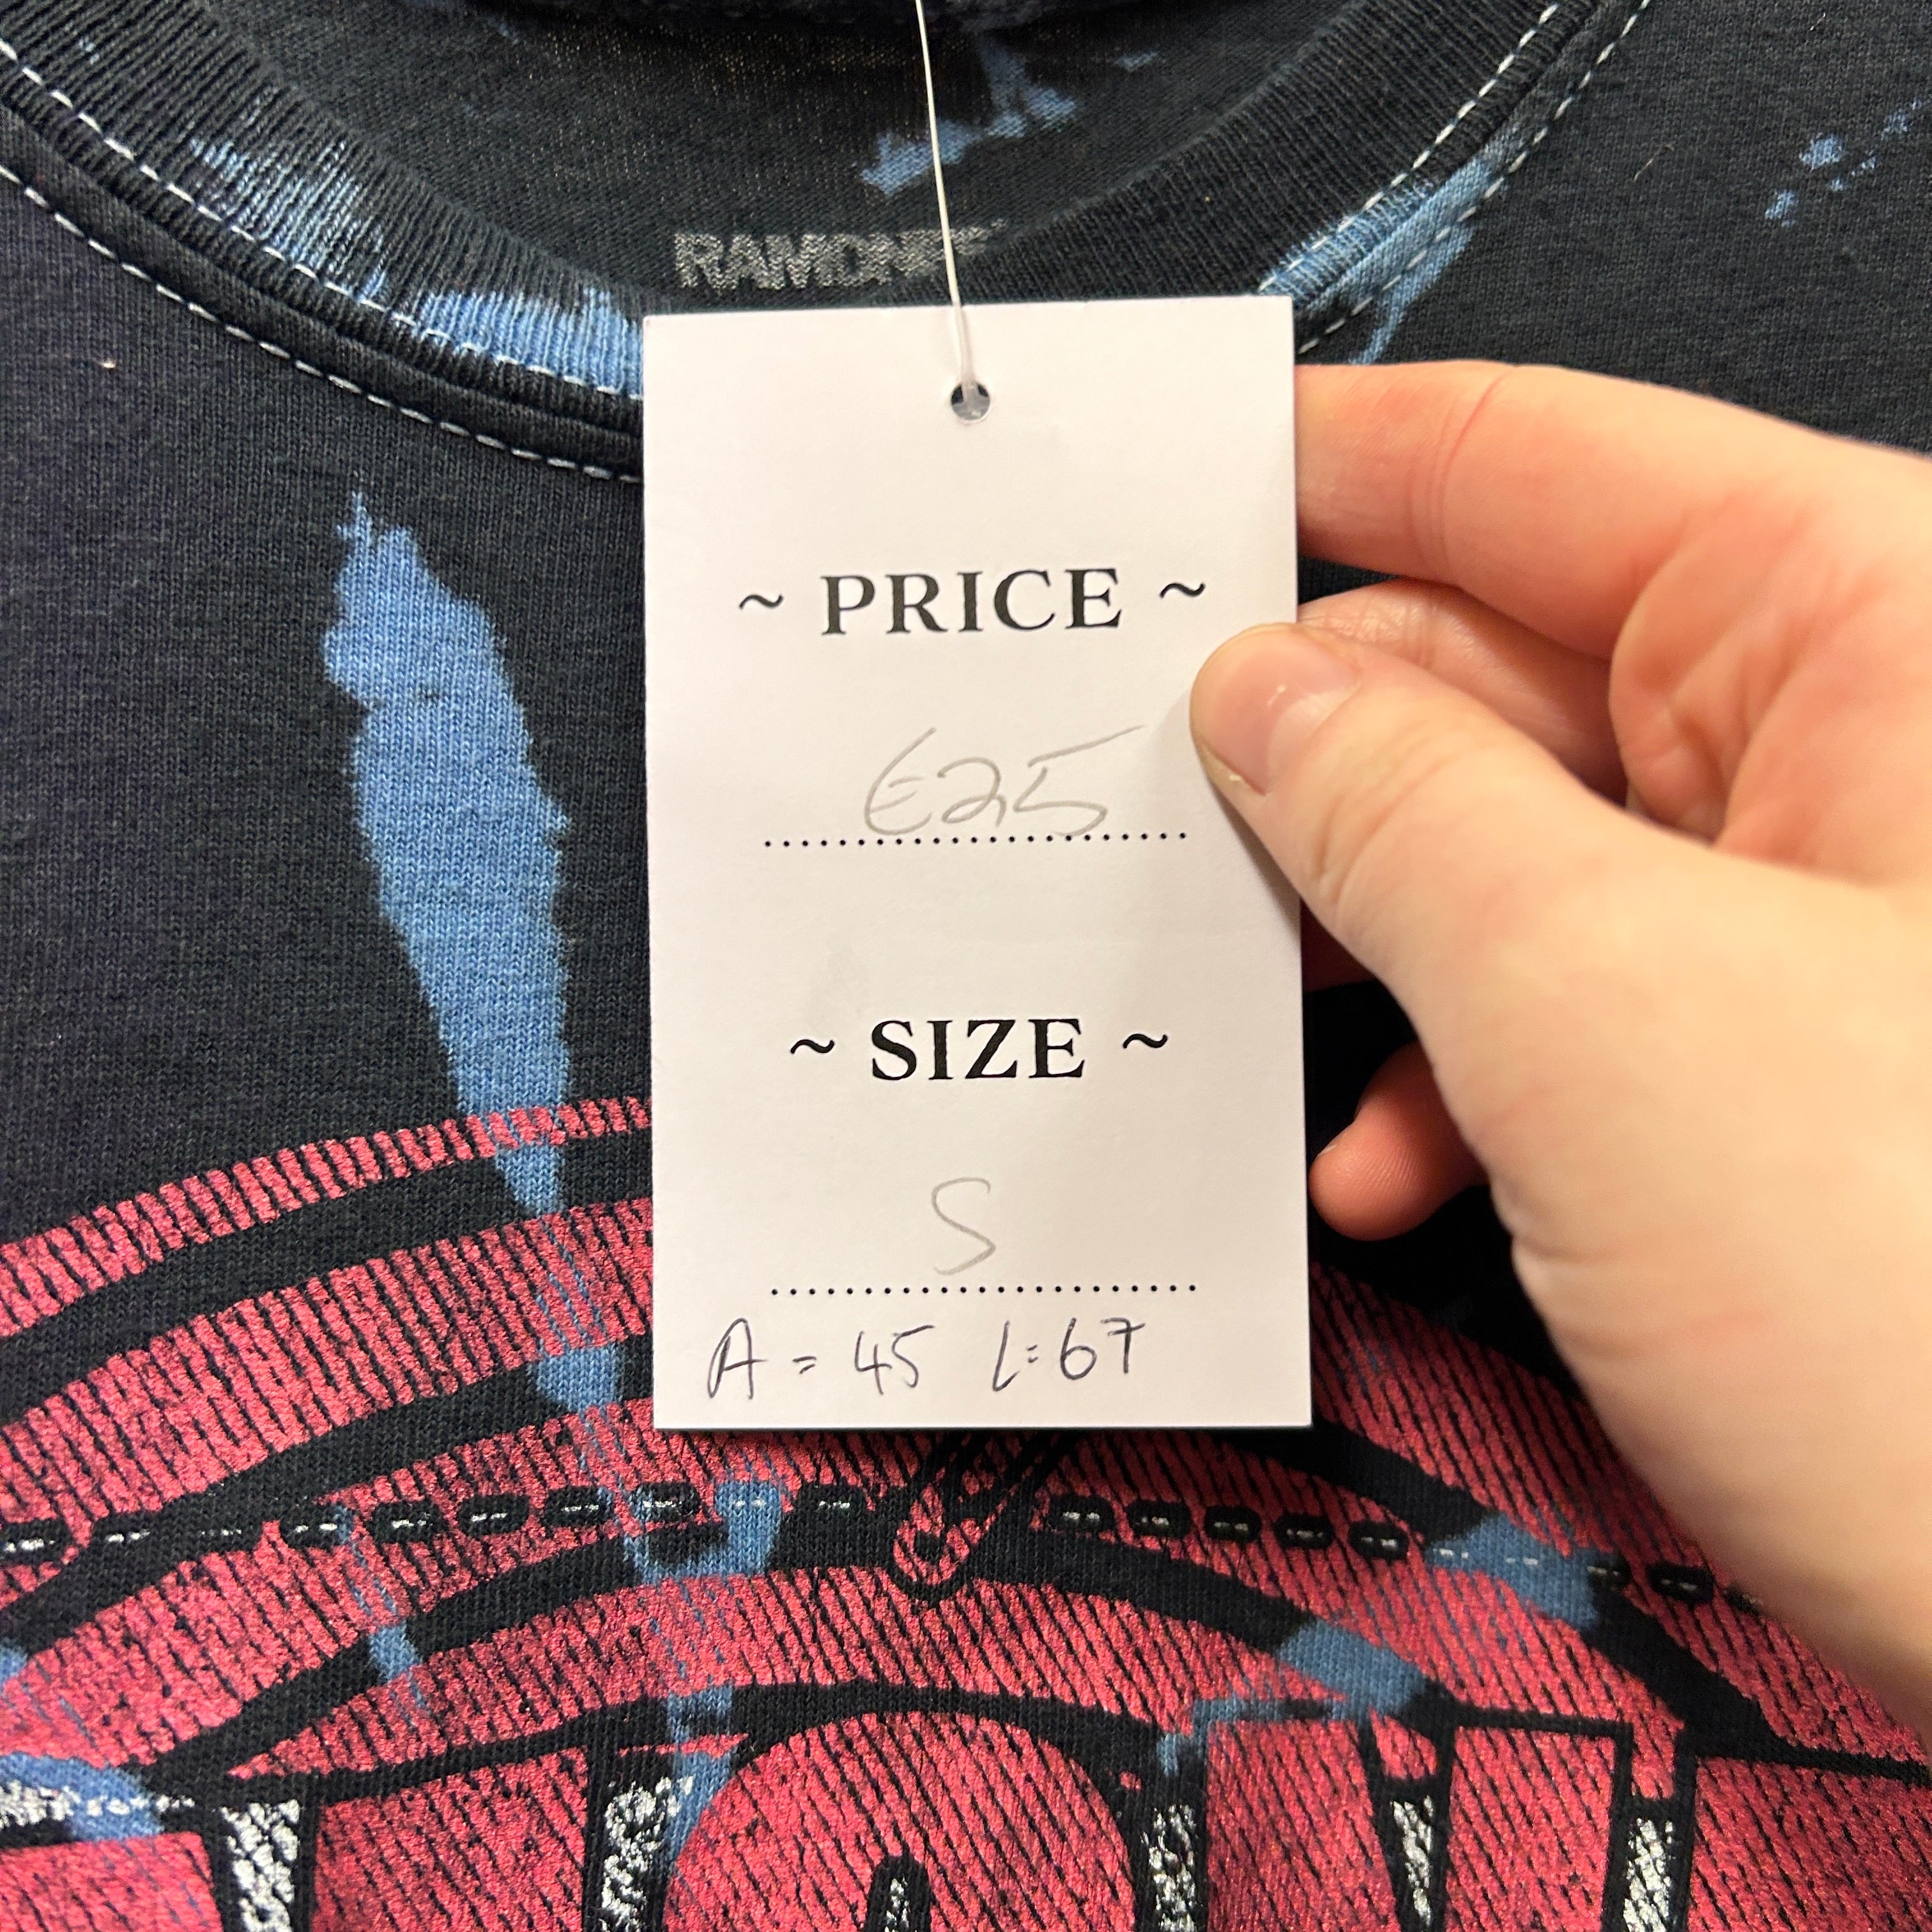 RAMONES
~ PRICE ~
€25
~ SIZE ~
S
A = 45 L = 67